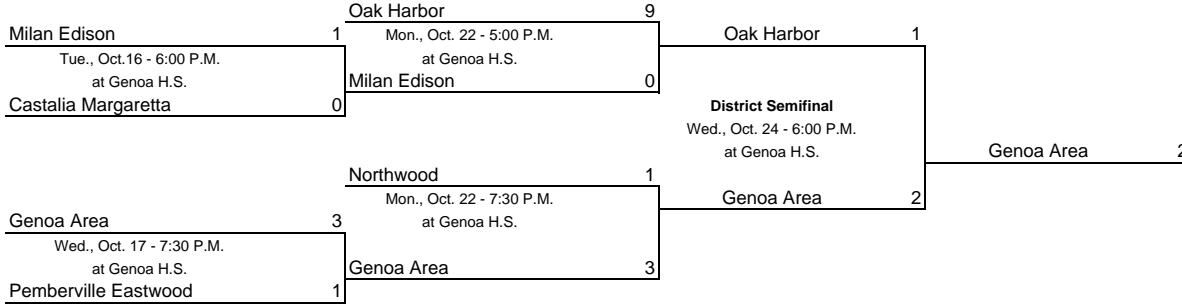 Oak Harbor 9
Milan Edison 1
Mon., Oct. 22 - 5:00 P.M.
Oak Harbor 1
Tue., Oct.16 - 6:00 P.M.
at Genoa H.S.
at Genoa H.S.
Milan Edison 0
Castalia Margaretta 0
District Semifinal
Wed., Oct. 24 - 6:00 P.M.
at Genoa H.S.
Genoa Area 2
Northwood 1
Mon., Oct. 22 - 7:30 P.M.
Genoa Area 2
Genoa Area 3
at Genoa H.S.
Wed., Oct. 17 - 7:30 P.M.
at Genoa H.S.
Genoa Area 3
Pemberville Eastwood 1